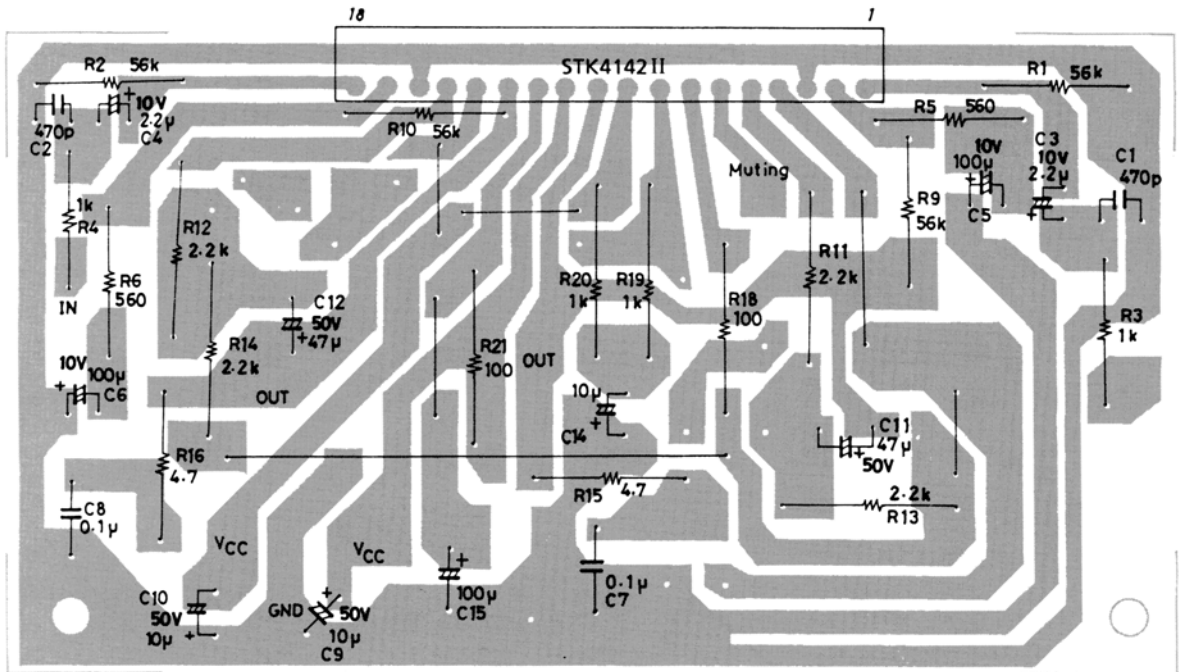 18
1
STK4142 II
R2 56k
10V
2.2μ
C4
470p
C2
R10 56k
R1 56k
R5 560
10V
100μ
C5
C3
10V
2.2μ
C1
470p
Muting
1k
R4
R12
2.2k
R9
56k
R6
560
IN
C12
50V
47μ
R20
1k
R19
1k
R18
100
R11
2.2k
R3
1k
R14
2.2k
R21
100
OUT
10V
100μ
C6
OUT
10μ
C14
C11
47μ
50V
R16
4.7
R15 4.7
2.2k
R13
C8
0.1μ
VCC
VCC
C10
50V
10μ
GND
50V
10μ
C9
100μ
C15
0.1μ
C7